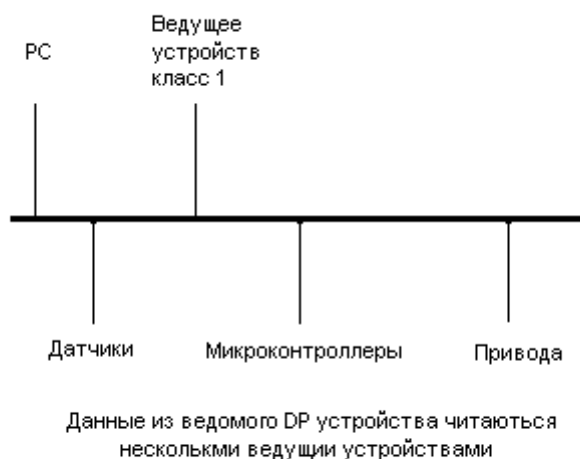 PC
Ведущее
устройств
класс 1
Датчики
Микроконтроллеры
Привода
Данные из ведомого DP устройства читаються
несколькми ведущии устройствами